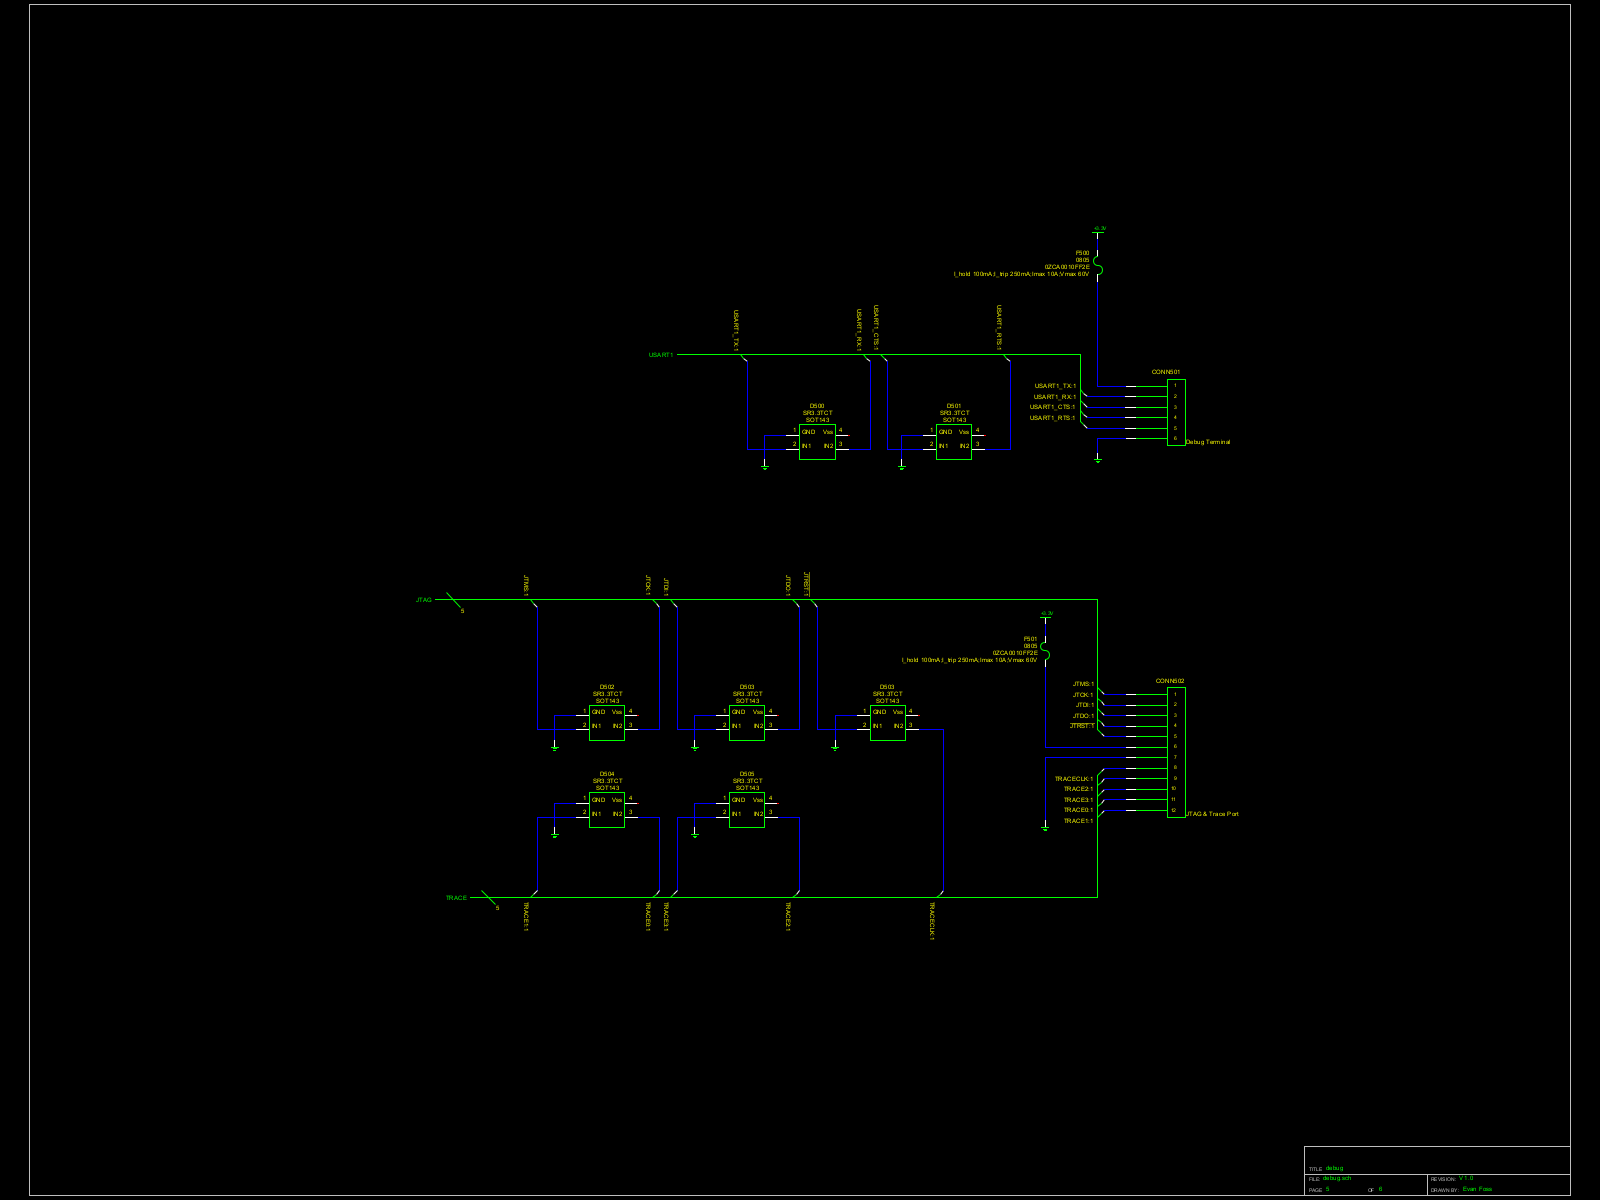 +3.3V
F500
0805
0ZCA0010FF2E
I_hold 100mA;I_trip 250mA;Imax 10A;Vmax 60V
USART1_TX:1
USART1_RX:1
USART1_CTS:1
USART1_RTS:1
USART1
CONN501
USART1_TX:1
USART1_RX:1
USART1_CTS:1
USART1_RTS:1
1
2
3
4
5
6
Debug Terminal
D500
SR3.3TCT
SOT143
1 GND Vss 4
2 IN1 IN2 3
D501
SR3.3TCT
SOT143
1 GND Vss 4
2 IN1 IN2 3
JTMS:1
JTCK:1
JTDI:1
JTDO:1
JTRST:1
JTAG
5
+3.3V
F501
0805
0ZCA0010FF2E
I_hold 100mA;I_trip 250mA;Imax 10A;Vmax 60V
CONN502
JTMS:1
JTCK:1
JTDI:1
JTDO:1
JTRST:1
TRACECLK:1
TRACE2:1
TRACE3:1
TRACE0:1
TRACE1:1
1
2
3
4
5
6
7
8
9
10
11
12
JTAG & Trace Port
D502
SR3.3TCT
SOT143
1 GND Vss 4
2 IN1 IN2 3
D503
SR3.3TCT
SOT143
1 GND Vss 4
2 IN1 IN2 3
D503
SR3.3TCT
SOT143
1 GND Vss 4
2 IN1 IN2 3
D504
SR3.3TCT
SOT143
1 GND Vss 4
2 IN1 IN2 3
D505
SR3.3TCT
SOT143
1 GND Vss 4
2 IN1 IN2 3
TRACE
5
TRACE1:1
TRACE0:1
TRACE3:1
TRACE2:1
TRACECLK:1
TITLE debug
FILE: debug.sch
REVISION: V1.0
PAGE 5 OF 6
DRAWN BY: Evan Foss